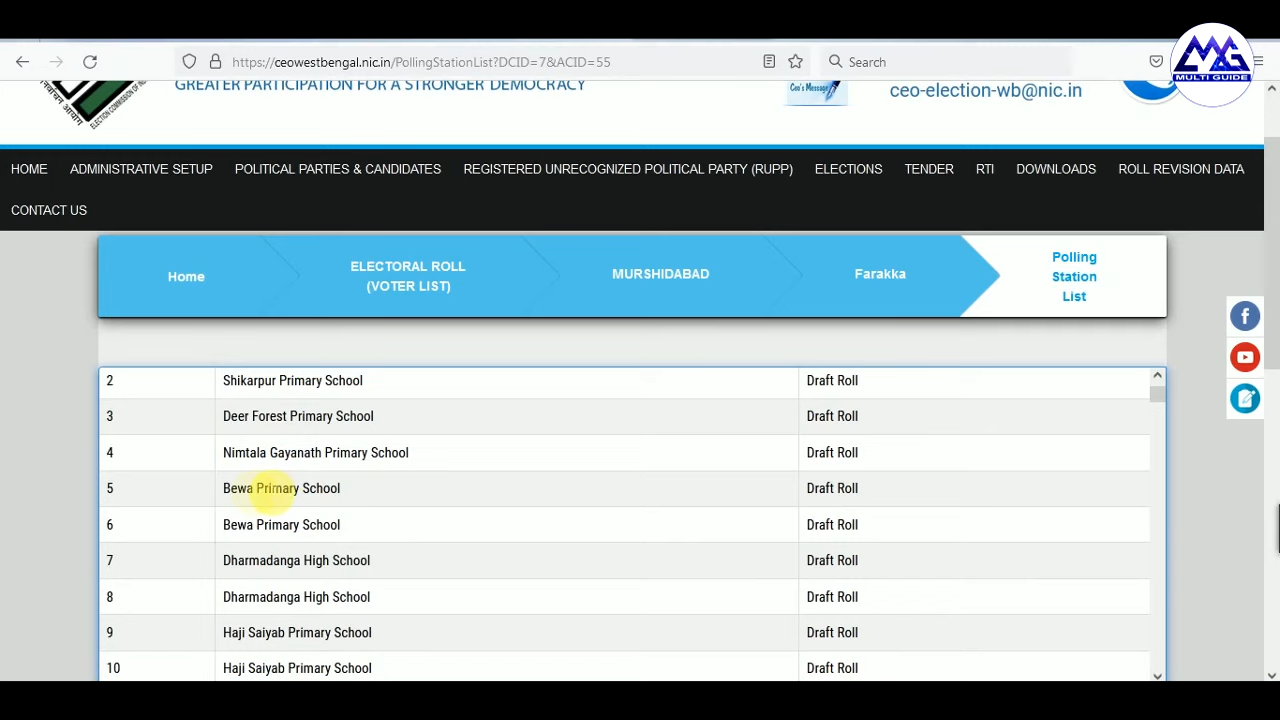 https://ceowestbengal.nic.in/PollingStationList?DCID=7&ACID=55
Search
MULTI GUIDE
GREATER PARTICIPATION FOR A STRONGER DEMOCRACY
Ceo's Message
ceo-election-wb@nic.in
HOME ADMINISTRATIVE SETUP POLITICAL PARTIES & CANDIDATES REGISTERED UNRECOGNIZED POLITICAL PARTY (RUPP) ELECTIONS TENDER RTI DOWNLOADS ROLL REVISION DATA
CONTACT US
Home
ELECTORAL ROLL
(VOTER LIST)
MURSHIDABAD
Farakka
Polling
Station
List
2 Shikarpur Primary School Draft Roll
3 Deer Forest Primary School Draft Roll
4 Nimtala Gayanath Primary School Draft Roll
5 Bewa Primary School Draft Roll
6 Bewa Primary School Draft Roll
7 Dharmadanga High School Draft Roll
8 Dharmadanga High School Draft Roll
9 Haji Saiyab Primary School Draft Roll
10 Haji Saiyab Primary School Draft Roll